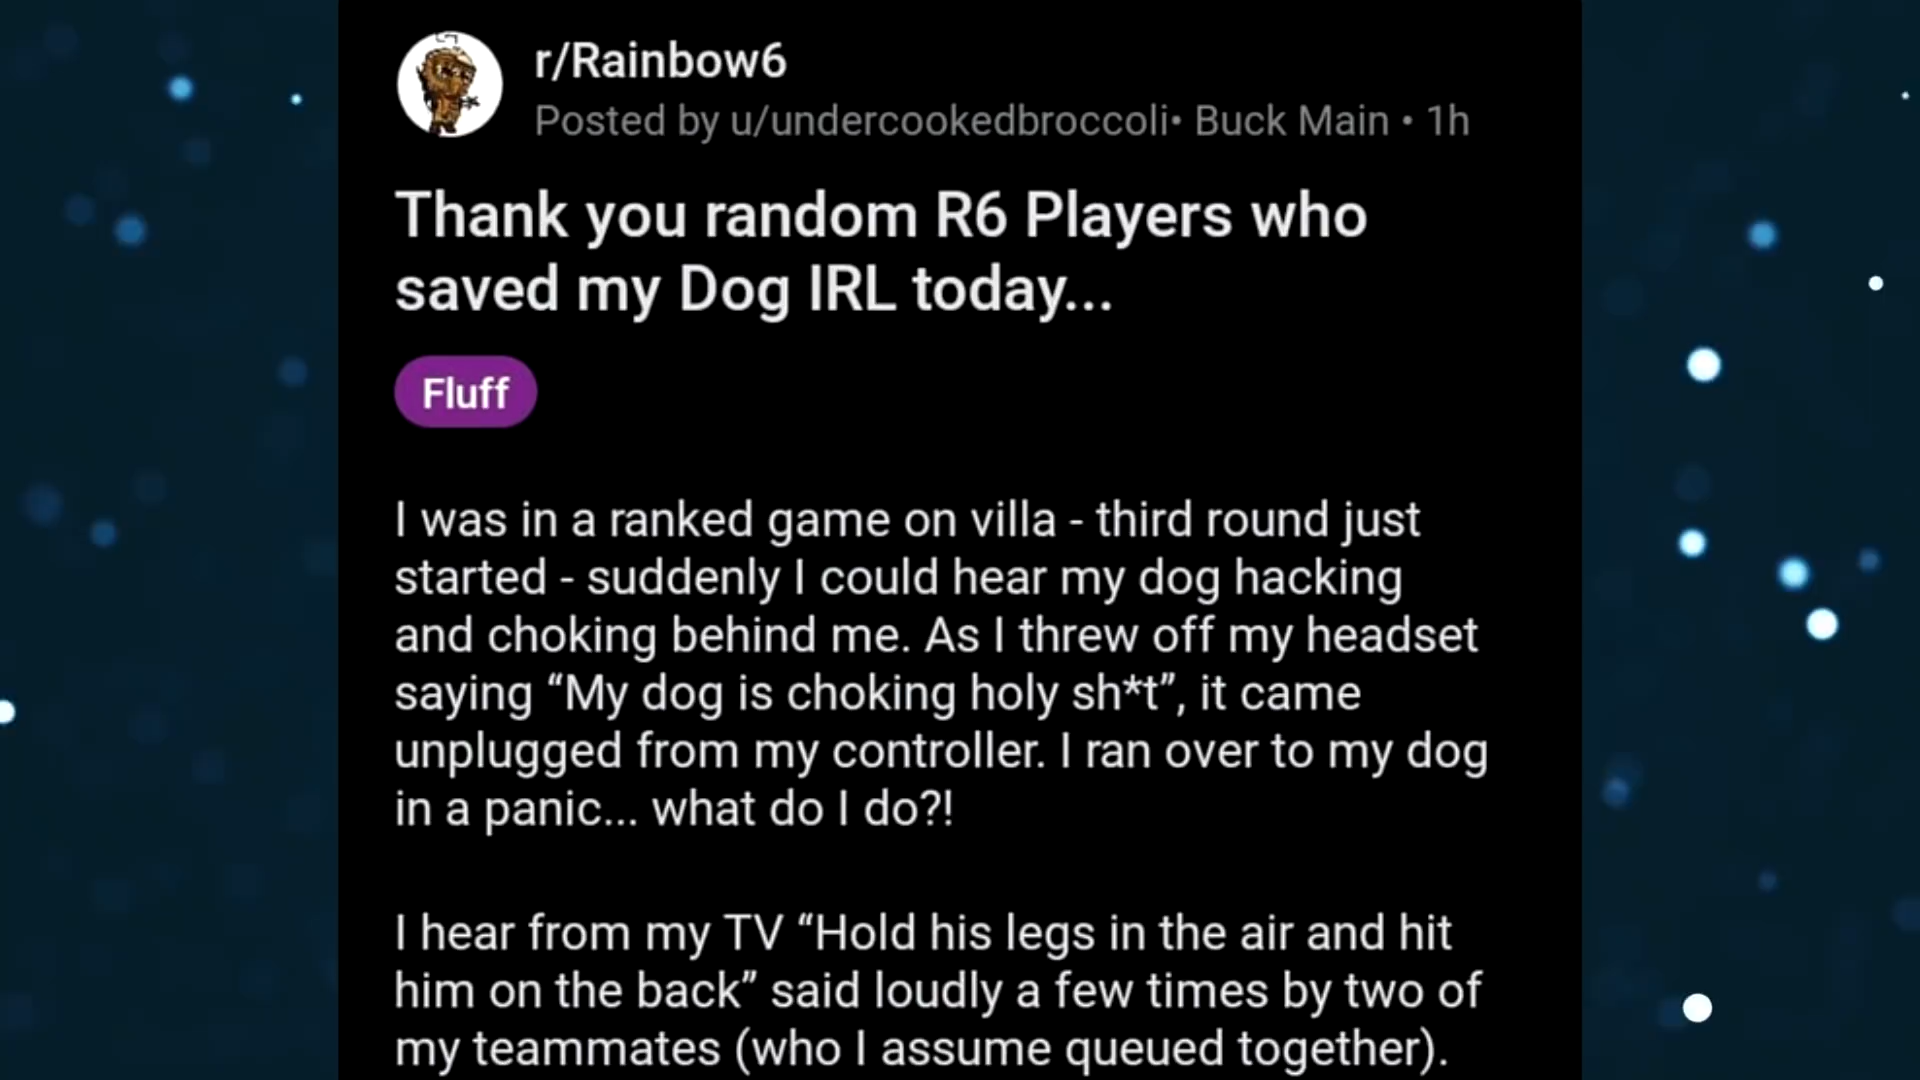 r/Rainbow6
Posted by u/undercookedbroccoli• Buck Main • 1h
Thank you random R6 Players who
saved my Dog IRL today...
Fluff
I was in a ranked game on villa - third round just
started - suddenly I could hear my dog hacking
and choking behind me. As I threw off my headset
saying “My dog is choking holy sh*t”, it came
unplugged from my controller. I ran over to my dog
in a panic... what do I do?!
I hear from my TV “Hold his legs in the air and hit
him on the back” said loudly a few times by two of
my teammates (who I assume queued together).